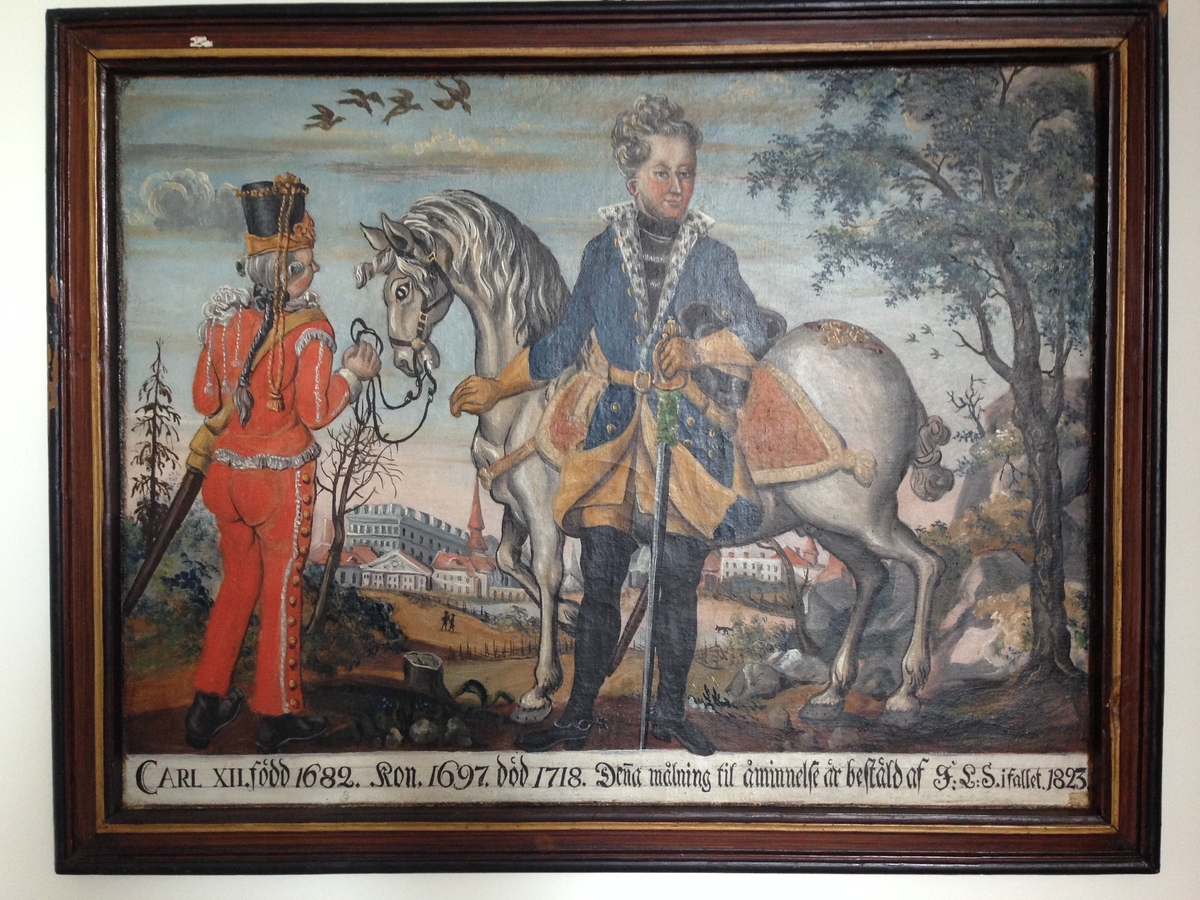 CARL XII. född 1682. Kon. 1697. död 1718. Deña målning til åminnelse är beställd af F: L: S. i fallet. 1823.